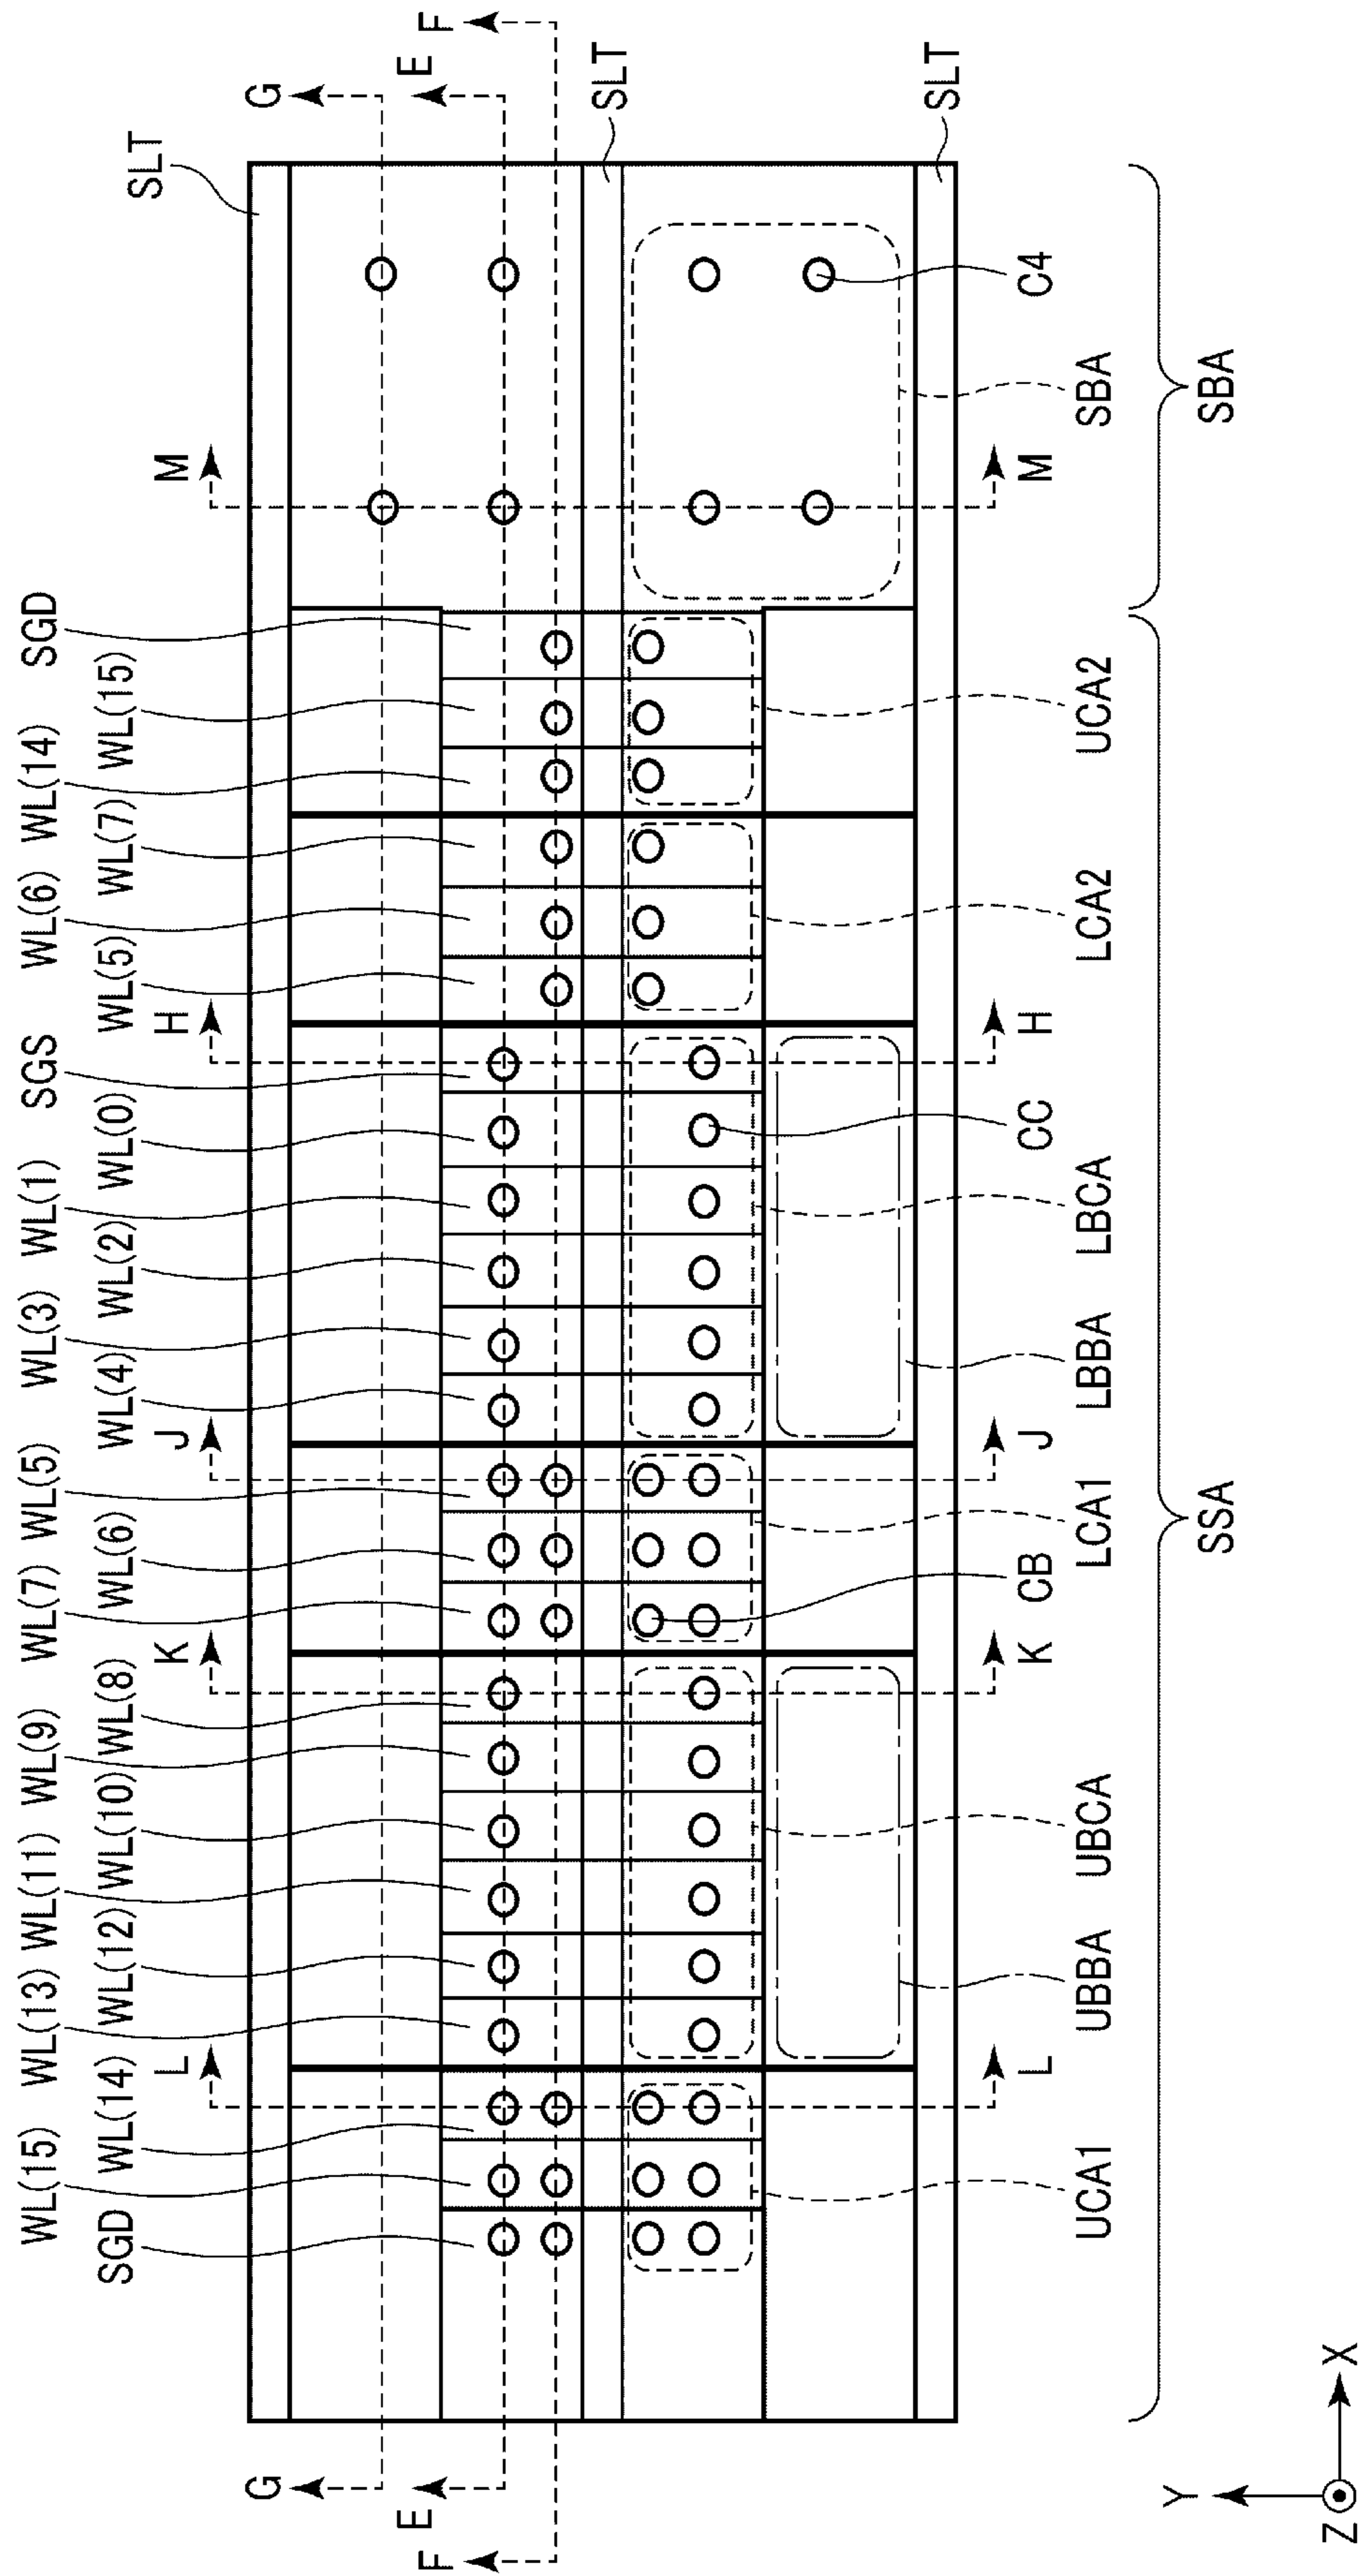 WL(15) WL(13) WL(11) WL(9) WL(7) WL(5) WL(3) WL(1) SGS WL(6) WL(14) SGD
SGD WL(14) WL(12) WL(10) WL(8) WL(6) WL(4) WL(2) WL(0) WL(5) WL(7) WL(15)
L K J H M SLT
G G
E E
F F
SLT
SLT
L K CB J CC H M C4
UCA1 UBBA UBCA LCA1 LBBA LBCA LCA2 UCA2 SBA
SSA SBA
Y
Z X